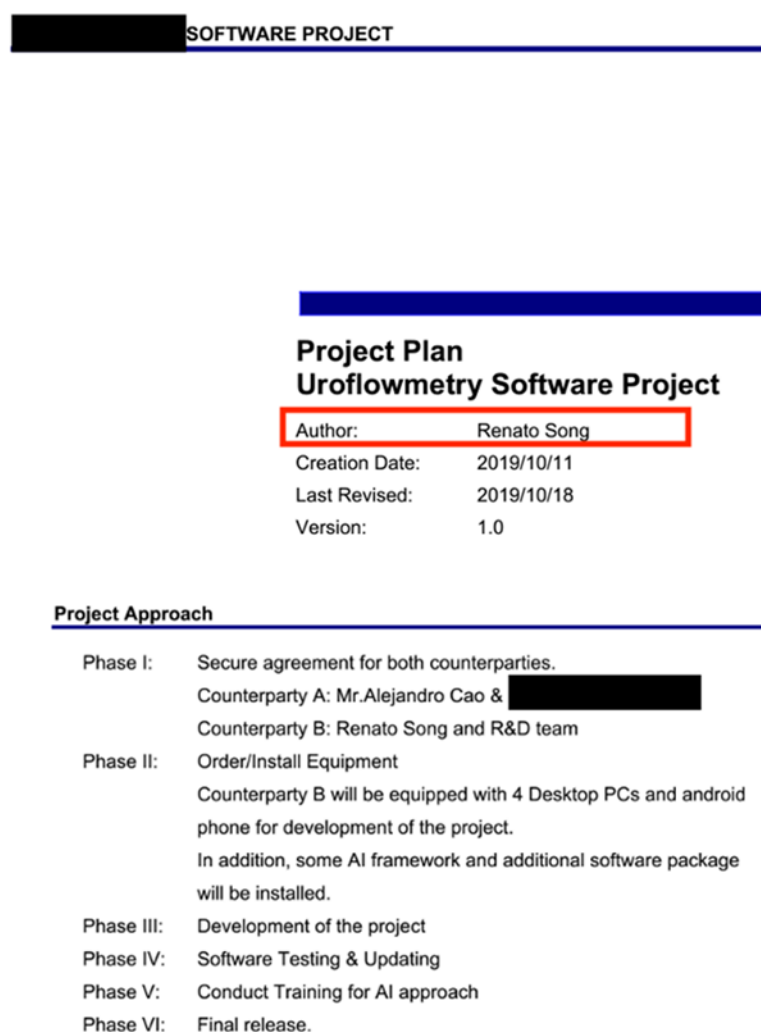 SOFTWARE PROJECT
Project Plan
Uroflowmetry Software Project
Author: Renato Song
Creation Date: 2019/10/11
Last Revised: 2019/10/18
Version: 1.0
Project Approach
Phase I: Secure agreement for both counterparties.
Counterparty A: Mr.Alejandro Cao &
Counterparty B: Renato Song and R&D team
Phase II: Order/Install Equipment
Counterparty B will be equipped with 4 Desktop PCs and android
phone for development of the project.
In addition, some AI framework and additional software package
will be installed.
Phase III: Development of the project
Phase IV: Software Testing & Updating
Phase V: Conduct Training for AI approach
Phase VI: Final release.